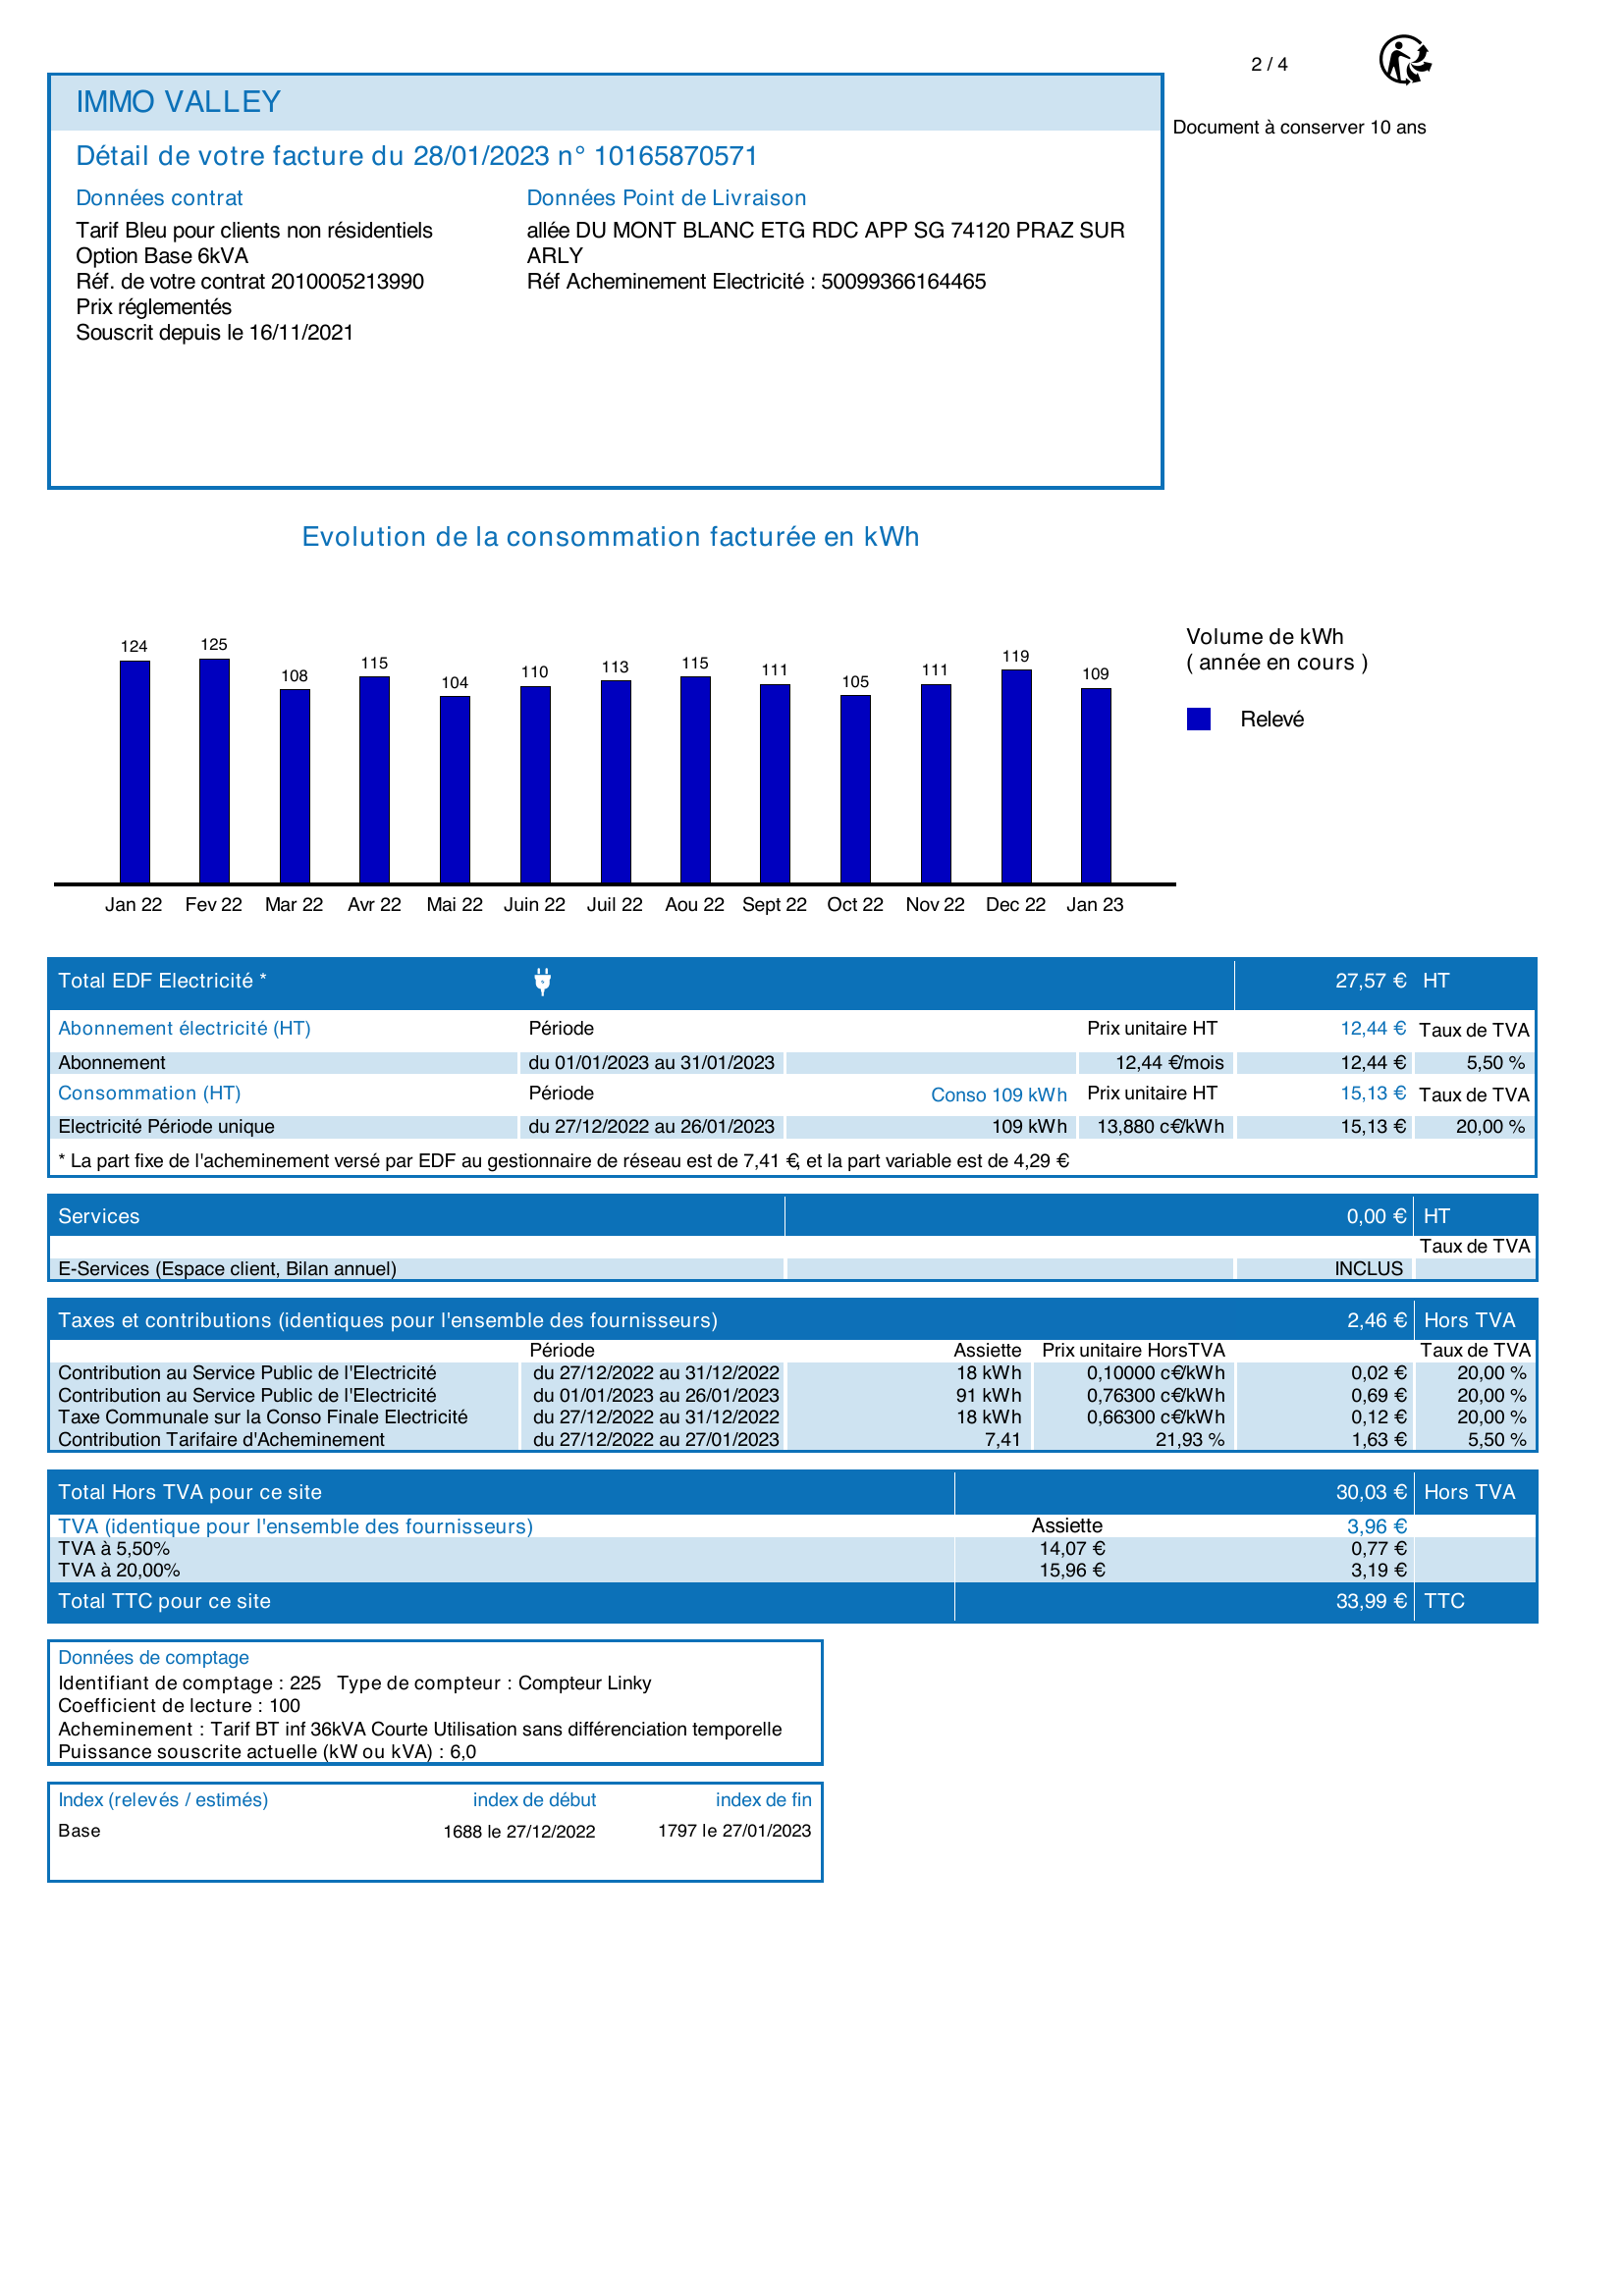 2 / 4
IMMO VALLEY
Document à conserver 10 ans
Détail de votre facture du 28/01/2023 n° 10165870571
Données contrat
Tarif Bleu pour clients non résidentiels
Option Base 6kVA
Réf. de votre contrat 2010005213990
Prix réglementés
Souscrit depuis le 16/11/2021
Données Point de Livraison
allée DU MONT BLANC ETG RDC APP SG 74120 PRAZ SUR
ARLY
Réf Acheminement Electricité : 50099366164465
Evolution de la consommation facturée en kWh
124 125 108 115 104 110 113 115 111 105 111 119 109
Jan 22 Fev 22 Mar 22 Avr 22 Mai 22 Juin 22 Juil 22 Aou 22 Sept 22 Oct 22 Nov 22 Dec 22 Jan 23
Volume de kWh
( année en cours )
Relevé
Total EDF Electricité * 27,57 € HT
Abonnement électricité (HT) Période Prix unitaire HT 12,44 € Taux de TVA
Abonnement du 01/01/2023 au 31/01/2023 12,44 €/mois 12,44 € 5,50 %
Consommation (HT) Période Conso 109 kWh Prix unitaire HT 15,13 € Taux de TVA
Electricité Période unique du 27/12/2022 au 26/01/2023 109 kWh 13,880 c€/kWh 15,13 € 20,00 %
* La part fixe de l'acheminement versé par EDF au gestionnaire de réseau est de 7,41 €, et la part variable est de 4,29 €
Services 0,00 € HT
Taux de TVA
E-Services (Espace client, Bilan annuel) INCLUS
Taxes et contributions (identiques pour l'ensemble des fournisseurs) 2,46 € Hors TVA
Période Assiette Prix unitaire HorsTVA Taux de TVA
Contribution au Service Public de l'Electricité du 27/12/2022 au 31/12/2022 18 kWh 0,10000 c€/kWh 0,02 € 20,00 %
Contribution au Service Public de l'Electricité du 01/01/2023 au 26/01/2023 91 kWh 0,76300 c€/kWh 0,69 € 20,00 %
Taxe Communale sur la Conso Finale Electricité du 27/12/2022 au 31/12/2022 18 kWh 0,66300 c€/kWh 0,12 € 20,00 %
Contribution Tarifaire d'Acheminement du 27/12/2022 au 27/01/2023 7,41 21,93 % 1,63 € 5,50 %
Total Hors TVA pour ce site 30,03 € Hors TVA
TVA (identique pour l'ensemble des fournisseurs) Assiette 3,96 €
TVA à 5,50% 14,07 € 0,77 €
TVA à 20,00% 15,96 € 3,19 €
Total TTC pour ce site 33,99 € TTC
Données de comptage
Identifiant de comptage : 225 Type de compteur : Compteur Linky
Coefficient de lecture : 100
Acheminement : Tarif BT inf 36kVA Courte Utilisation sans différenciation temporelle
Puissance souscrite actuelle (kW ou kVA) : 6,0
Index (relevés / estimés) index de début index de fin
Base 1688 le 27/12/2022 1797 le 27/01/2023